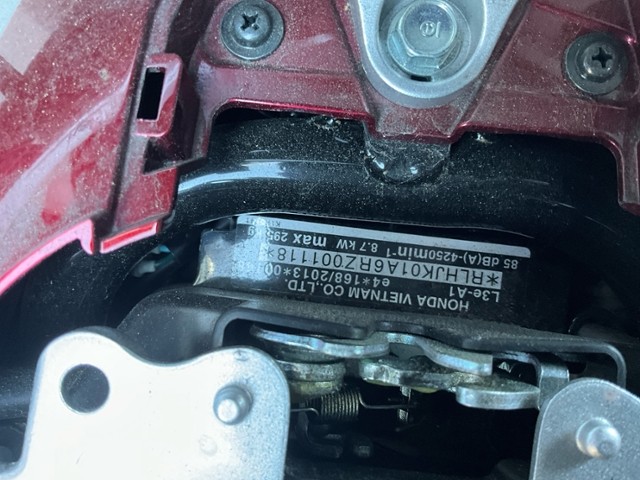 HONDA VIETNAM CO.,LTD.
L3e-A1
e4*168/2013*00
*RLHJK01A6RZ001118*
85 dB(A)-4250min⁻¹ 8.7 kW max 295